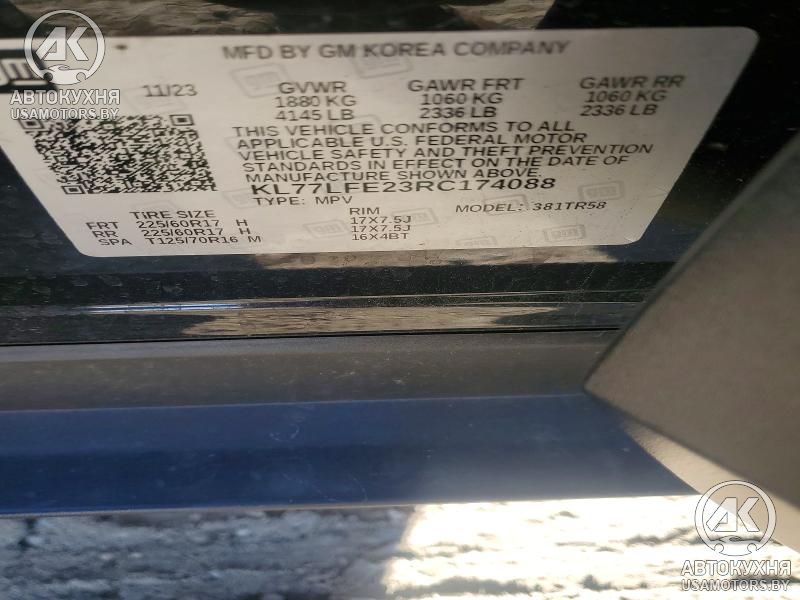 MFD BY GM KOREA COMPANY
gm
11/23 GVWR GAWR FRT GAWR RR
1880 KG 1060 KG 1060 KG
4145 LB 2336 LB 2336 LB
THIS VEHICLE CONFORMS TO ALL
APPLICABLE U.S. FEDERAL MOTOR
VEHICLE SAFETY AND THEFT PREVENTION
STANDARDS IN EFFECT ON THE DATE OF
MANUFACTURE SHOWN ABOVE.
KL77LFE23RC174088
TYPE: MPV MODEL: 381TR58
TIRE SIZE RIM
FRT 225/60R17 H 17X7.5J
RR 225/60R17 H 17X7.5J
SPA T125/70R16 M 16X4BT
АК
АВТОКУХНЯ
USAMOTORS.BY
АК
АВТОКУХНЯ
USAMOTORS.BY